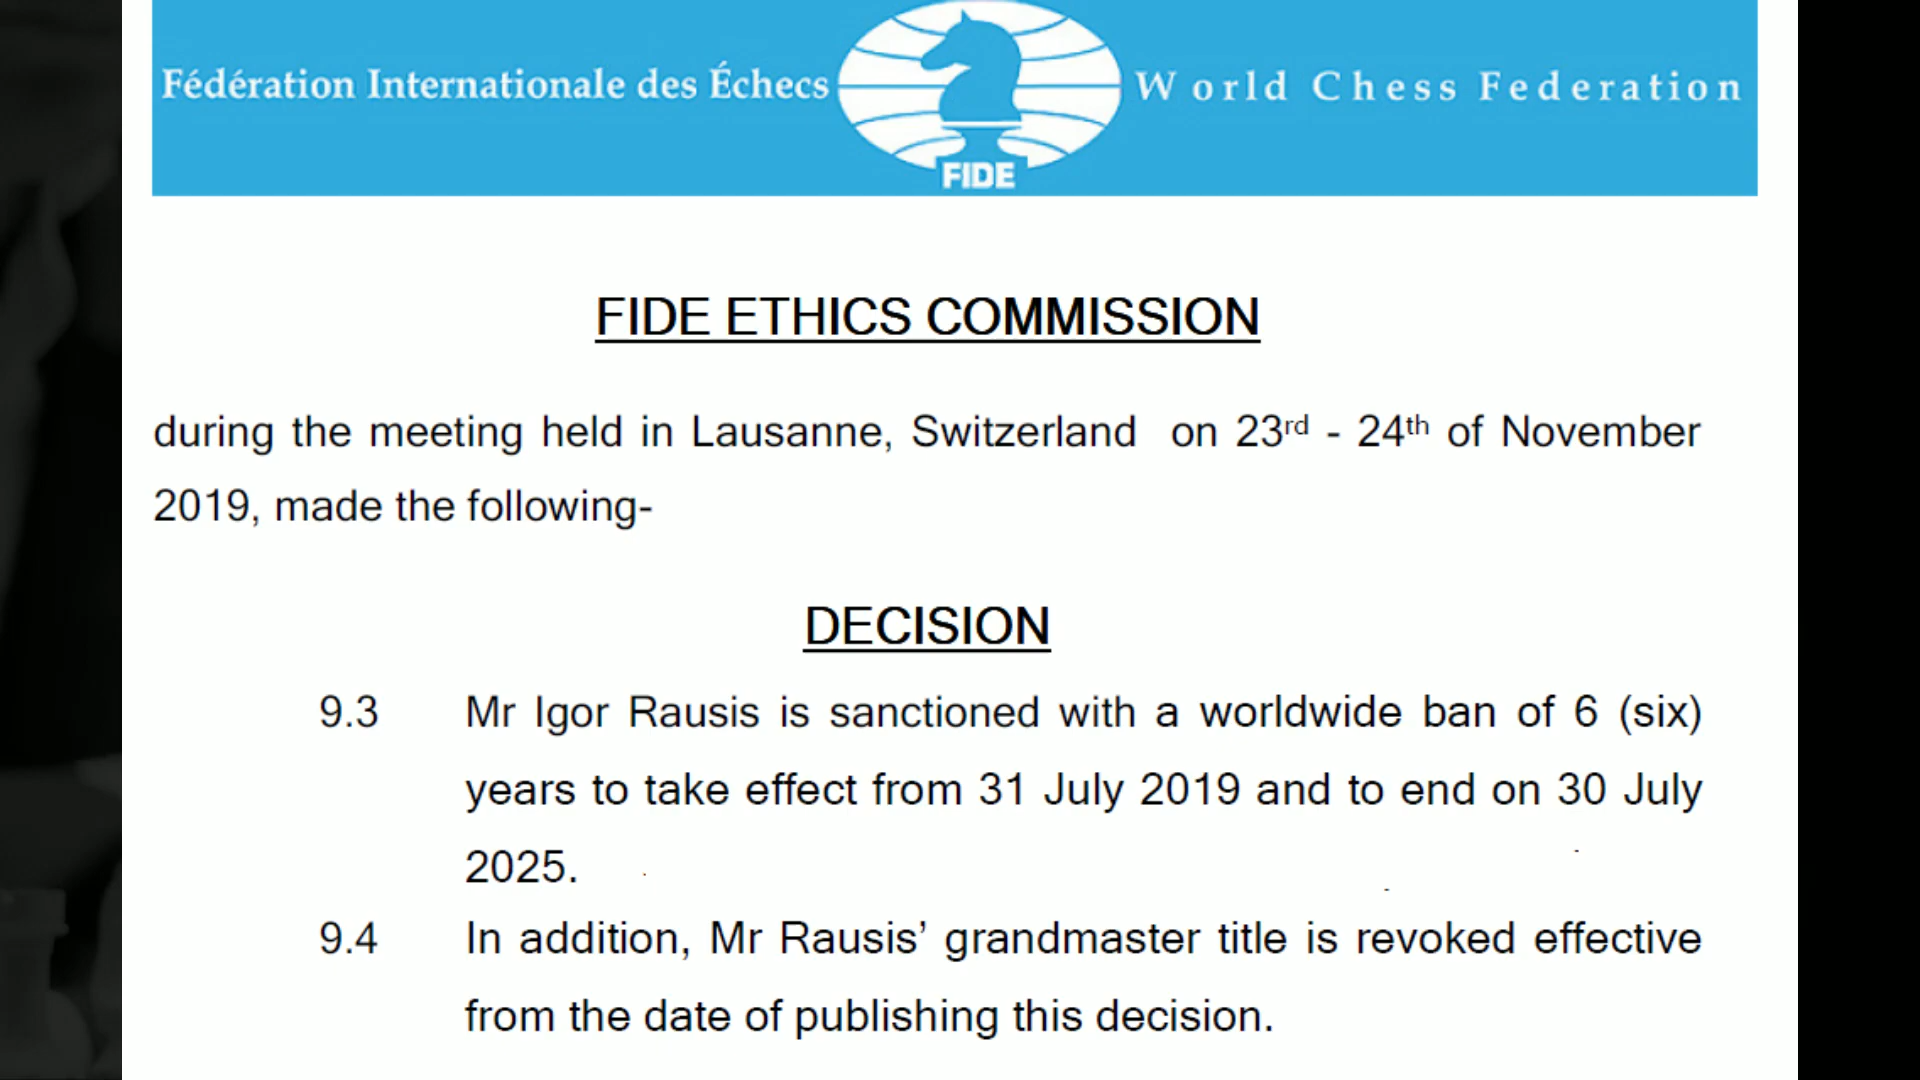 Fédération Internationale des Échecs
World Chess Federation
FIDE
FIDE ETHICS COMMISSION
during the meeting held in Lausanne, Switzerland on 23rd - 24th of November
2019, made the following-
DECISION
9.3 Mr Igor Rausis is sanctioned with a worldwide ban of 6 (six)
years to take effect from 31 July 2019 and to end on 30 July
2025.
9.4 In addition, Mr Rausis’ grandmaster title is revoked effective
from the date of publishing this decision.